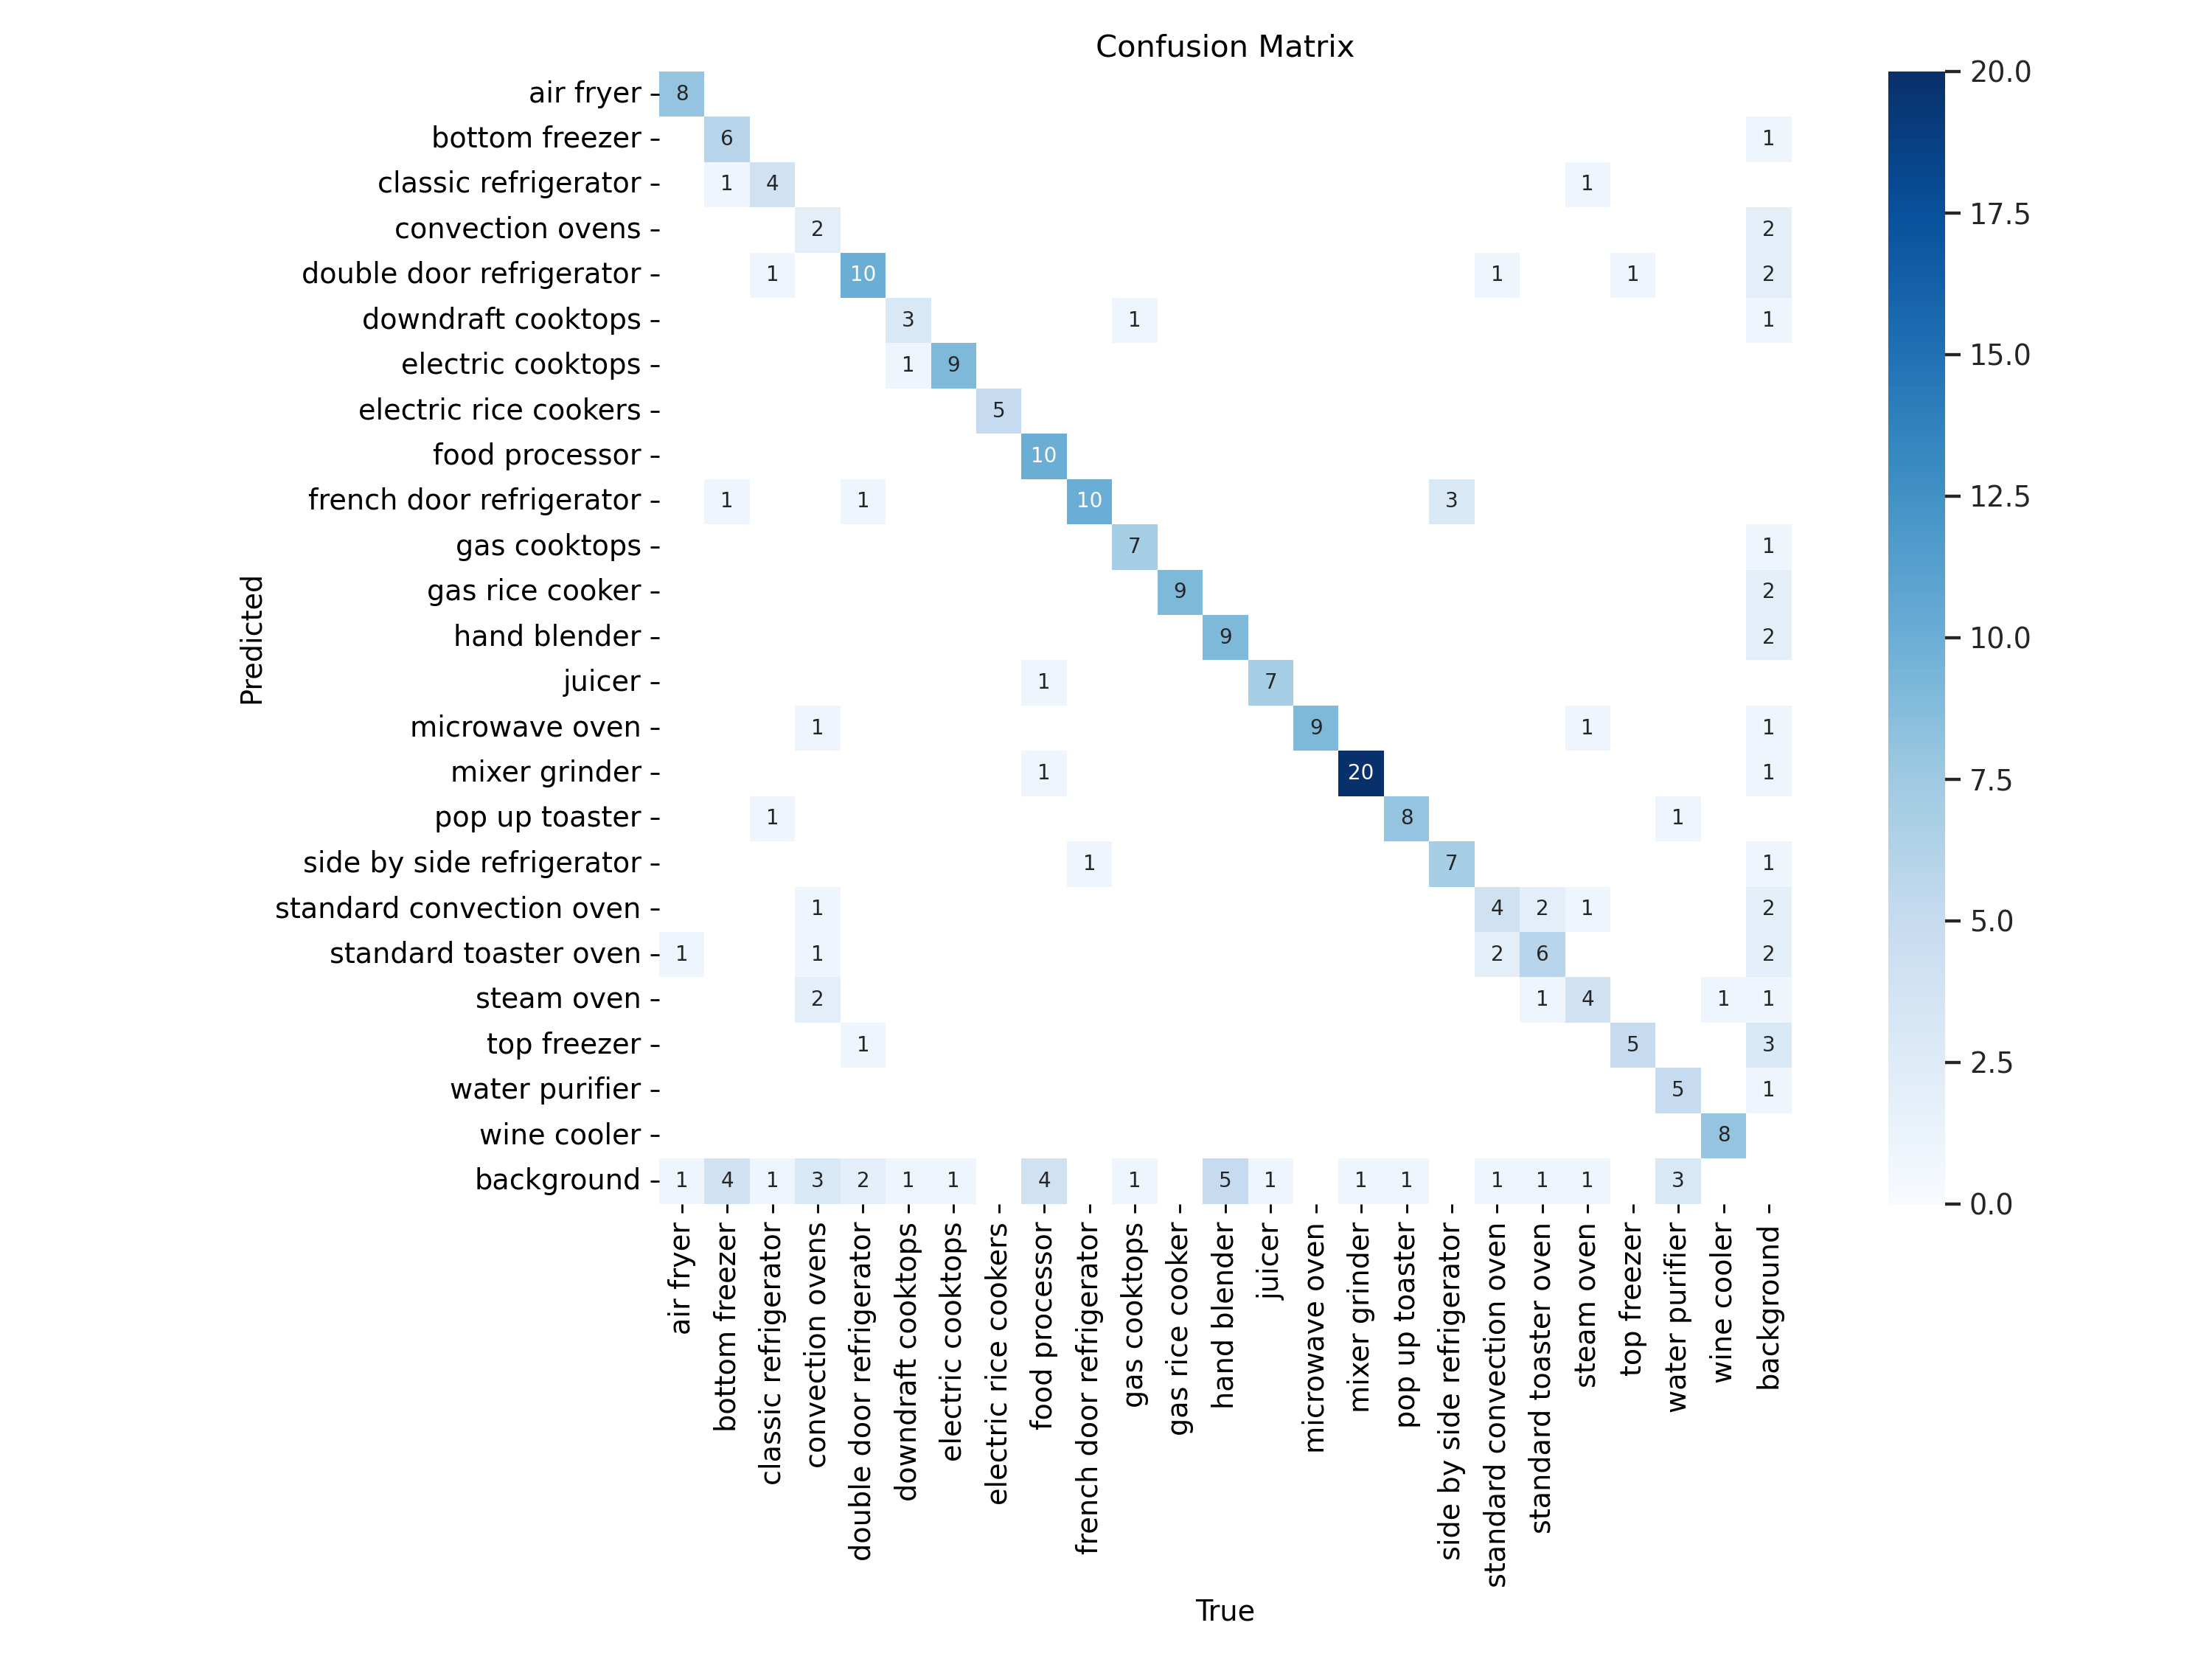 Confusion Matrix
air fryer 8
bottom freezer 6 1
classic refrigerator 1 4 1
convection ovens 2 2
double door refrigerator 1 10 1 1 2
downdraft cooktops 3 1 1
electric cooktops 1 9
electric rice cookers 5
food processor 10
french door refrigerator 1 1 10 3
gas cooktops 7 1
gas rice cooker 9 2
hand blender 9 2
juicer 1 7
microwave oven 1 9 1 1
mixer grinder 1 20 1
pop up toaster 1 8 1
side by side refrigerator 1 7 1
standard convection oven 1 4 2 1 2
standard toaster oven 1 1 2 6 2
steam oven 2 1 4 1 1
top freezer 1 5 3
water purifier 5 1
wine cooler 8
background 1 4 1 3 2 1 1 4 1 5 1 1 1 1 1 1 3
Predicted
air fryer
bottom freezer
classic refrigerator
convection ovens
double door refrigerator
downdraft cooktops
electric cooktops
electric rice cookers
food processor
french door refrigerator
gas cooktops
gas rice cooker
hand blender
juicer
microwave oven
mixer grinder
pop up toaster
side by side refrigerator
standard convection oven
standard toaster oven
steam oven
top freezer
water purifier
wine cooler
background
True
20.0
17.5
15.0
12.5
10.0
7.5
5.0
2.5
0.0